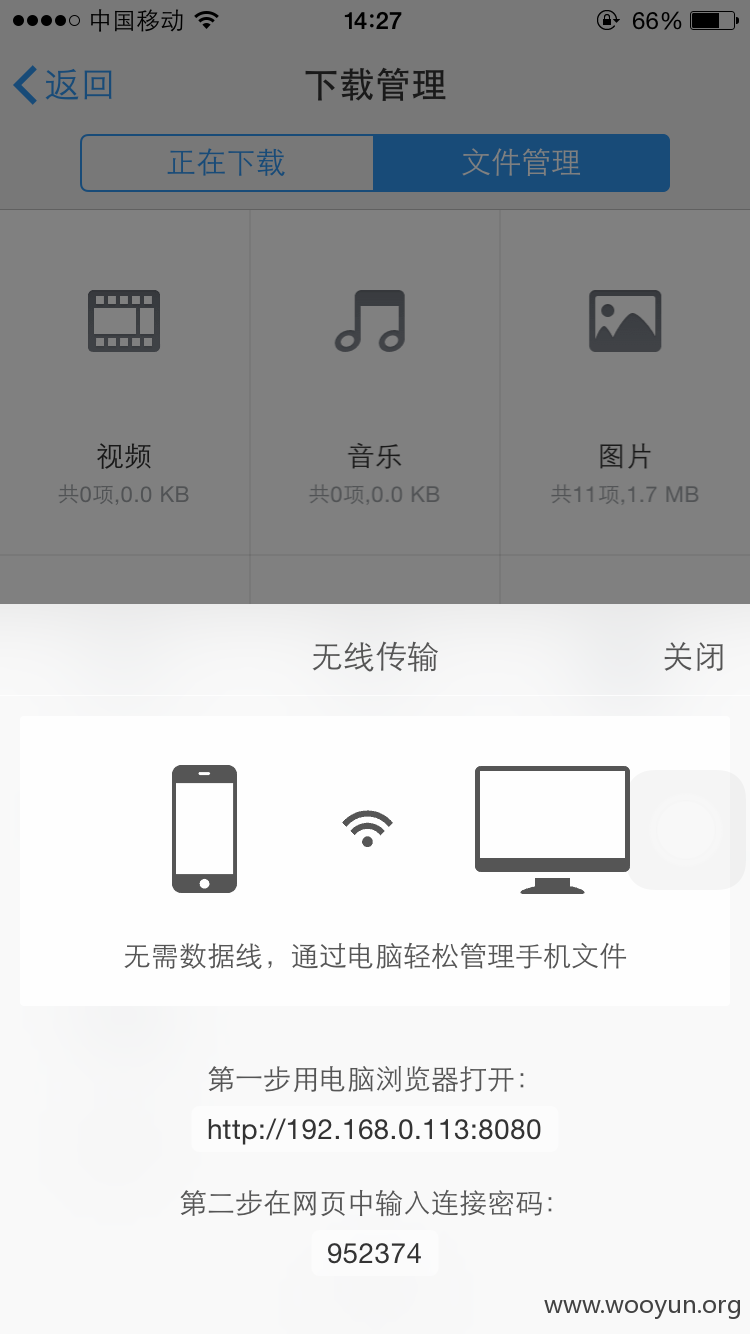 中国移动 14:27 66%
返回 下载管理
正在下载 文件管理
视频 音乐 图片
共0项,0.0 KB 共0项,0.0 KB 共11项,1.7 MB
无线传输 关闭
无需数据线，通过电脑轻松管理手机文件
第一步用电脑浏览器打开：
http://192.168.0.113:8080
第二步在网页中输入连接密码：
952374
www.wooyun.org